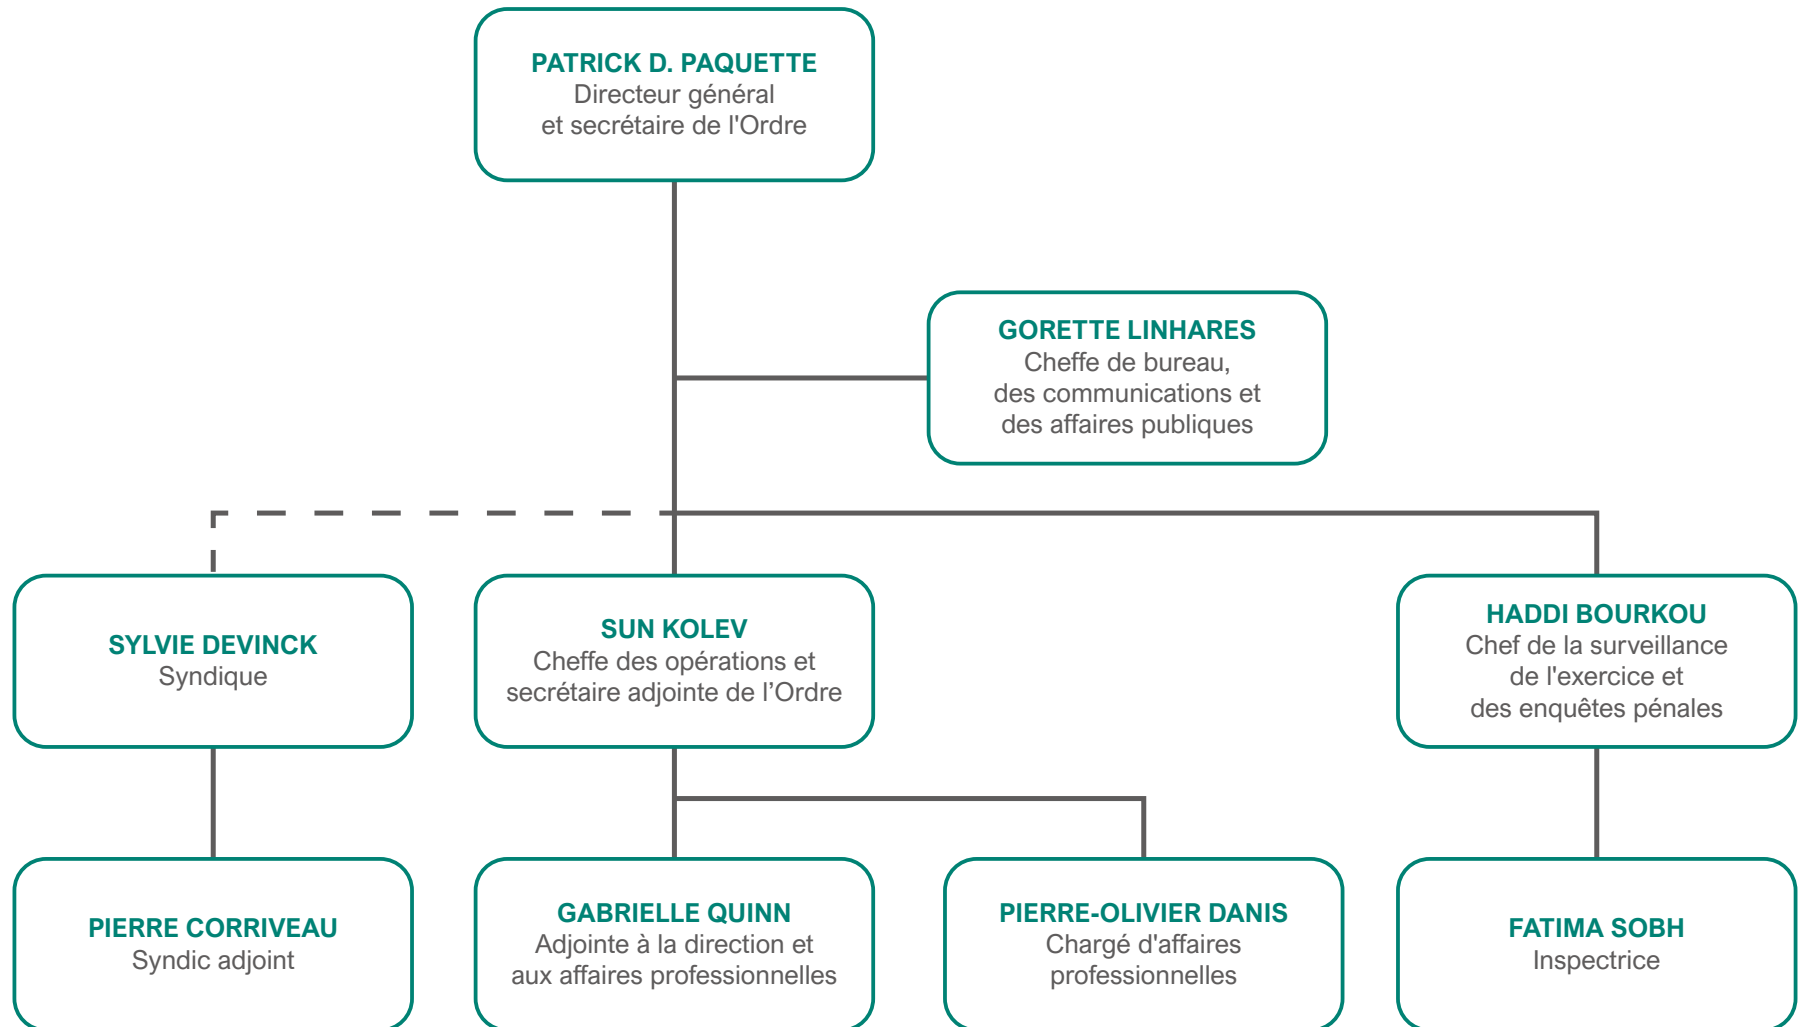 PATRICK D. PAQUETTE
Directeur général
et secrétaire de l'Ordre
GORETTE LINHARES
Cheffe de bureau,
des communications et
des affaires publiques
SYLVIE DEVINCK
Syndique
SUN KOLEV
Cheffe des opérations et
secrétaire adjointe de l’Ordre
HADDI BOURKOU
Chef de la surveillance
de l'exercice et
des enquêtes pénales
PIERRE CORRIVEAU
Syndic adjoint
GABRIELLE QUINN
Adjointe à la direction et
aux affaires professionnelles
PIERRE-OLIVIER DANIS
Chargé d'affaires
professionnelles
FATIMA SOBH
Inspectrice